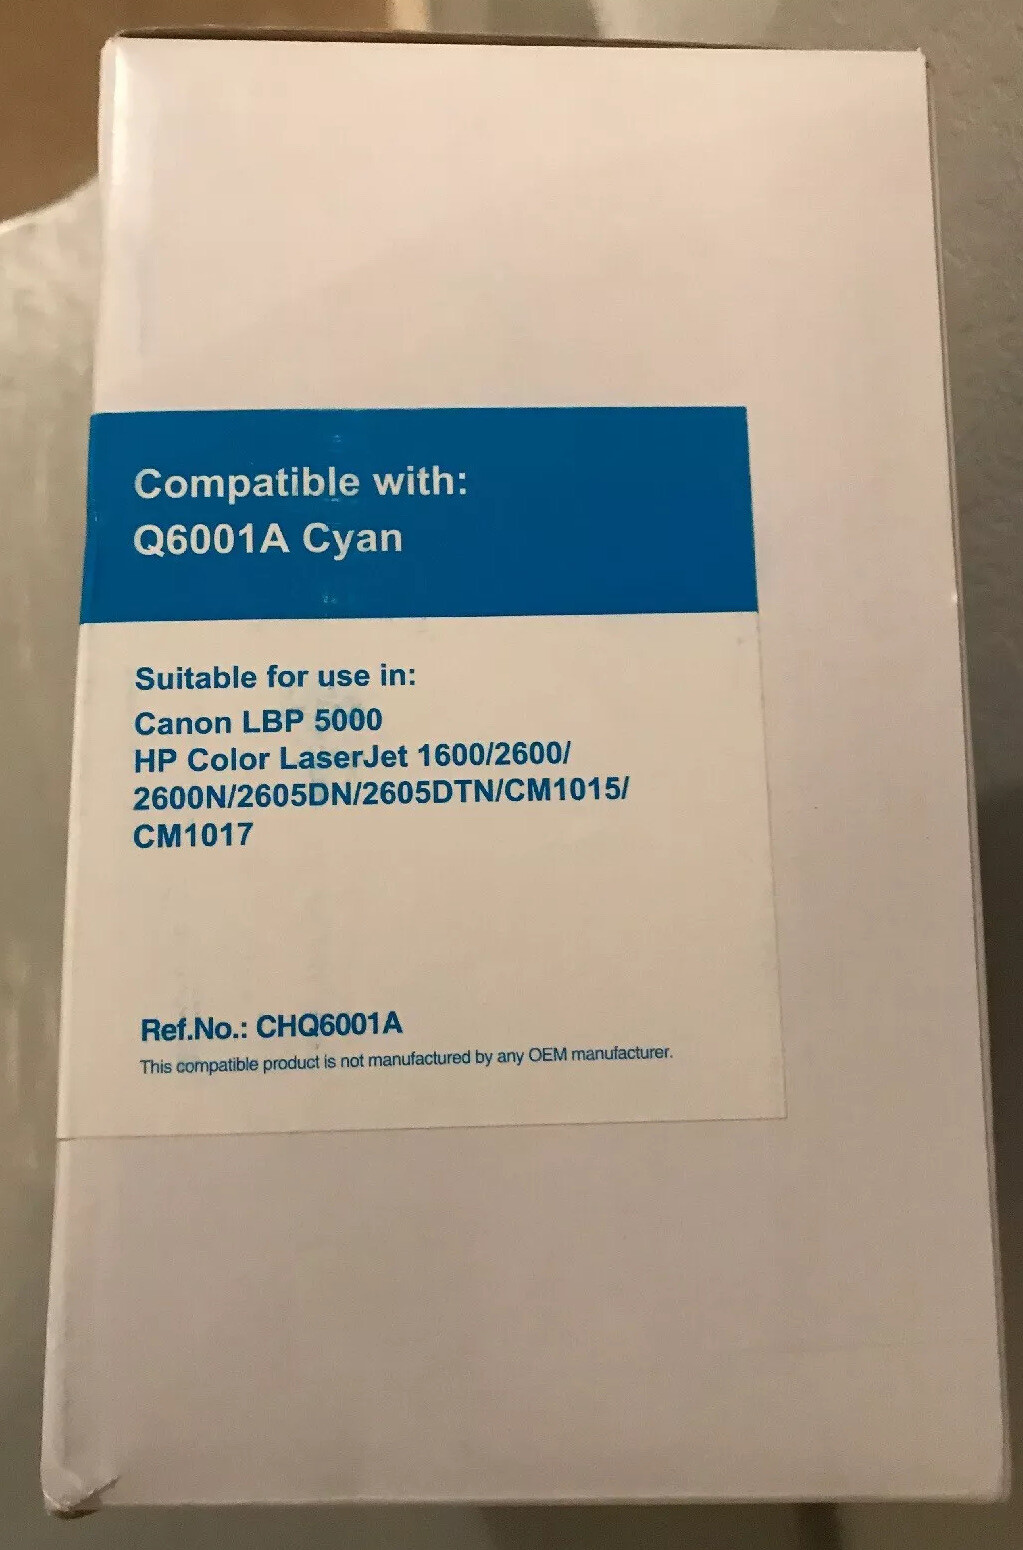 Compatible with:
Q6001A Cyan
Suitable for use in:
Canon LBP 5000
HP Color LaserJet 1600/2600/
2600N/2605DN/2605DTN/CM1015/
CM1017
Ref.No.: CHQ6001A
This compatible product is not manufactured by any OEM manufacturer.